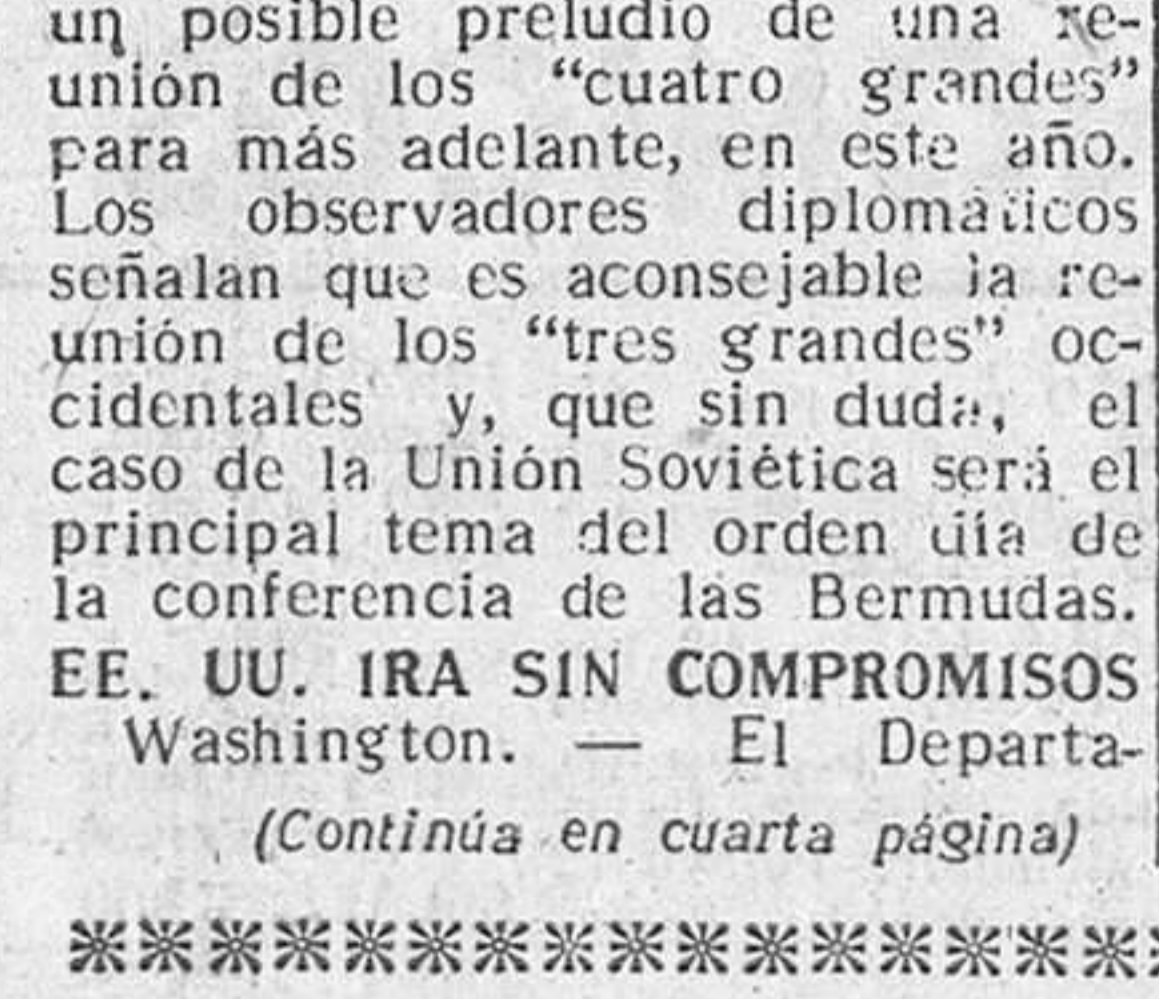 un posible preludio de una re-
unión de los “cuatro grandes”
para más adelante, en este año.
Los observadores diplomáticos
señalan que es aconsejable la re-
unión de los “tres grandes” oc-
cidentales y, que sin duda, el
caso de la Unión Soviética será el
principal tema del orden día de
la conferencia de las Bermudas.
EE. UU. IRA SIN COMPROMISOS
Washington. — El Departa-
(Continúa en cuarta página)